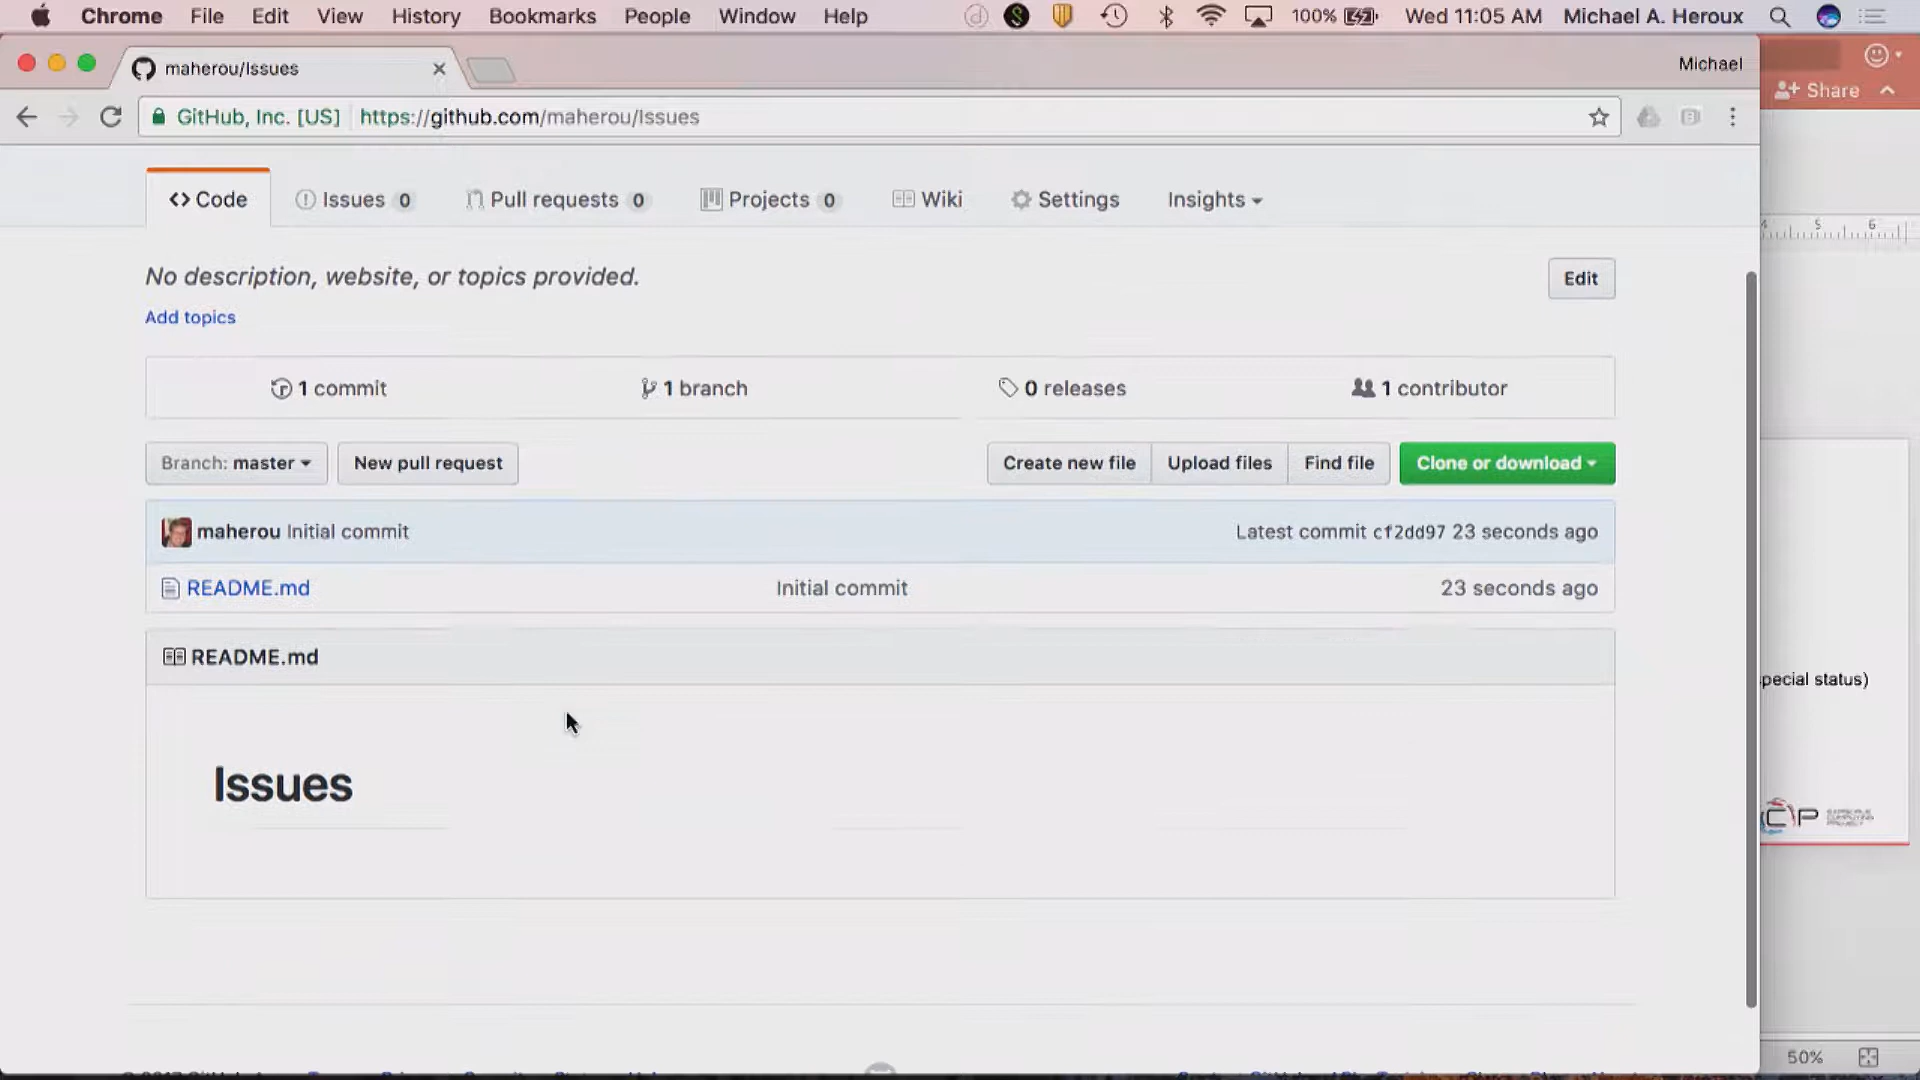 Chrome File Edit View History Bookmarks People Window Help 100% Wed 11:05 AM Michael A. Heroux
maherou/Issues
Michael
Share
GitHub, Inc. [US] https://github.com/maherou/Issues
Code Issues 0 Pull requests 0 Projects 0 Wiki Settings Insights
4 5 6
No description, website, or topics provided.
Edit
Add topics
1 commit 1 branch 0 releases 1 contributor
Branch: master New pull request Create new file Upload files Find file Clone or download
maherou Initial commit Latest commit cf2dd97 23 seconds ago
README.md Initial commit 23 seconds ago
README.md
pecial status)
Issues
50%